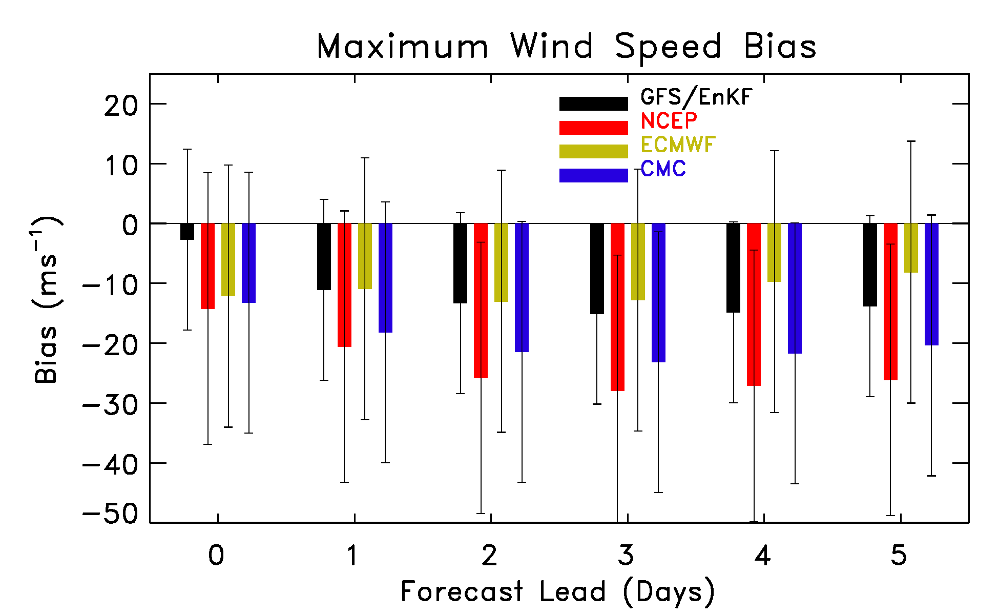 Maximum Wind Speed Bias
GFS/EnKF
NCEP
ECMWF
CMC
20
10
0
−10
−20
−30
−40
−50
Bias (ms⁻¹)
0 1 2 3 4 5
Forecast Lead (Days)